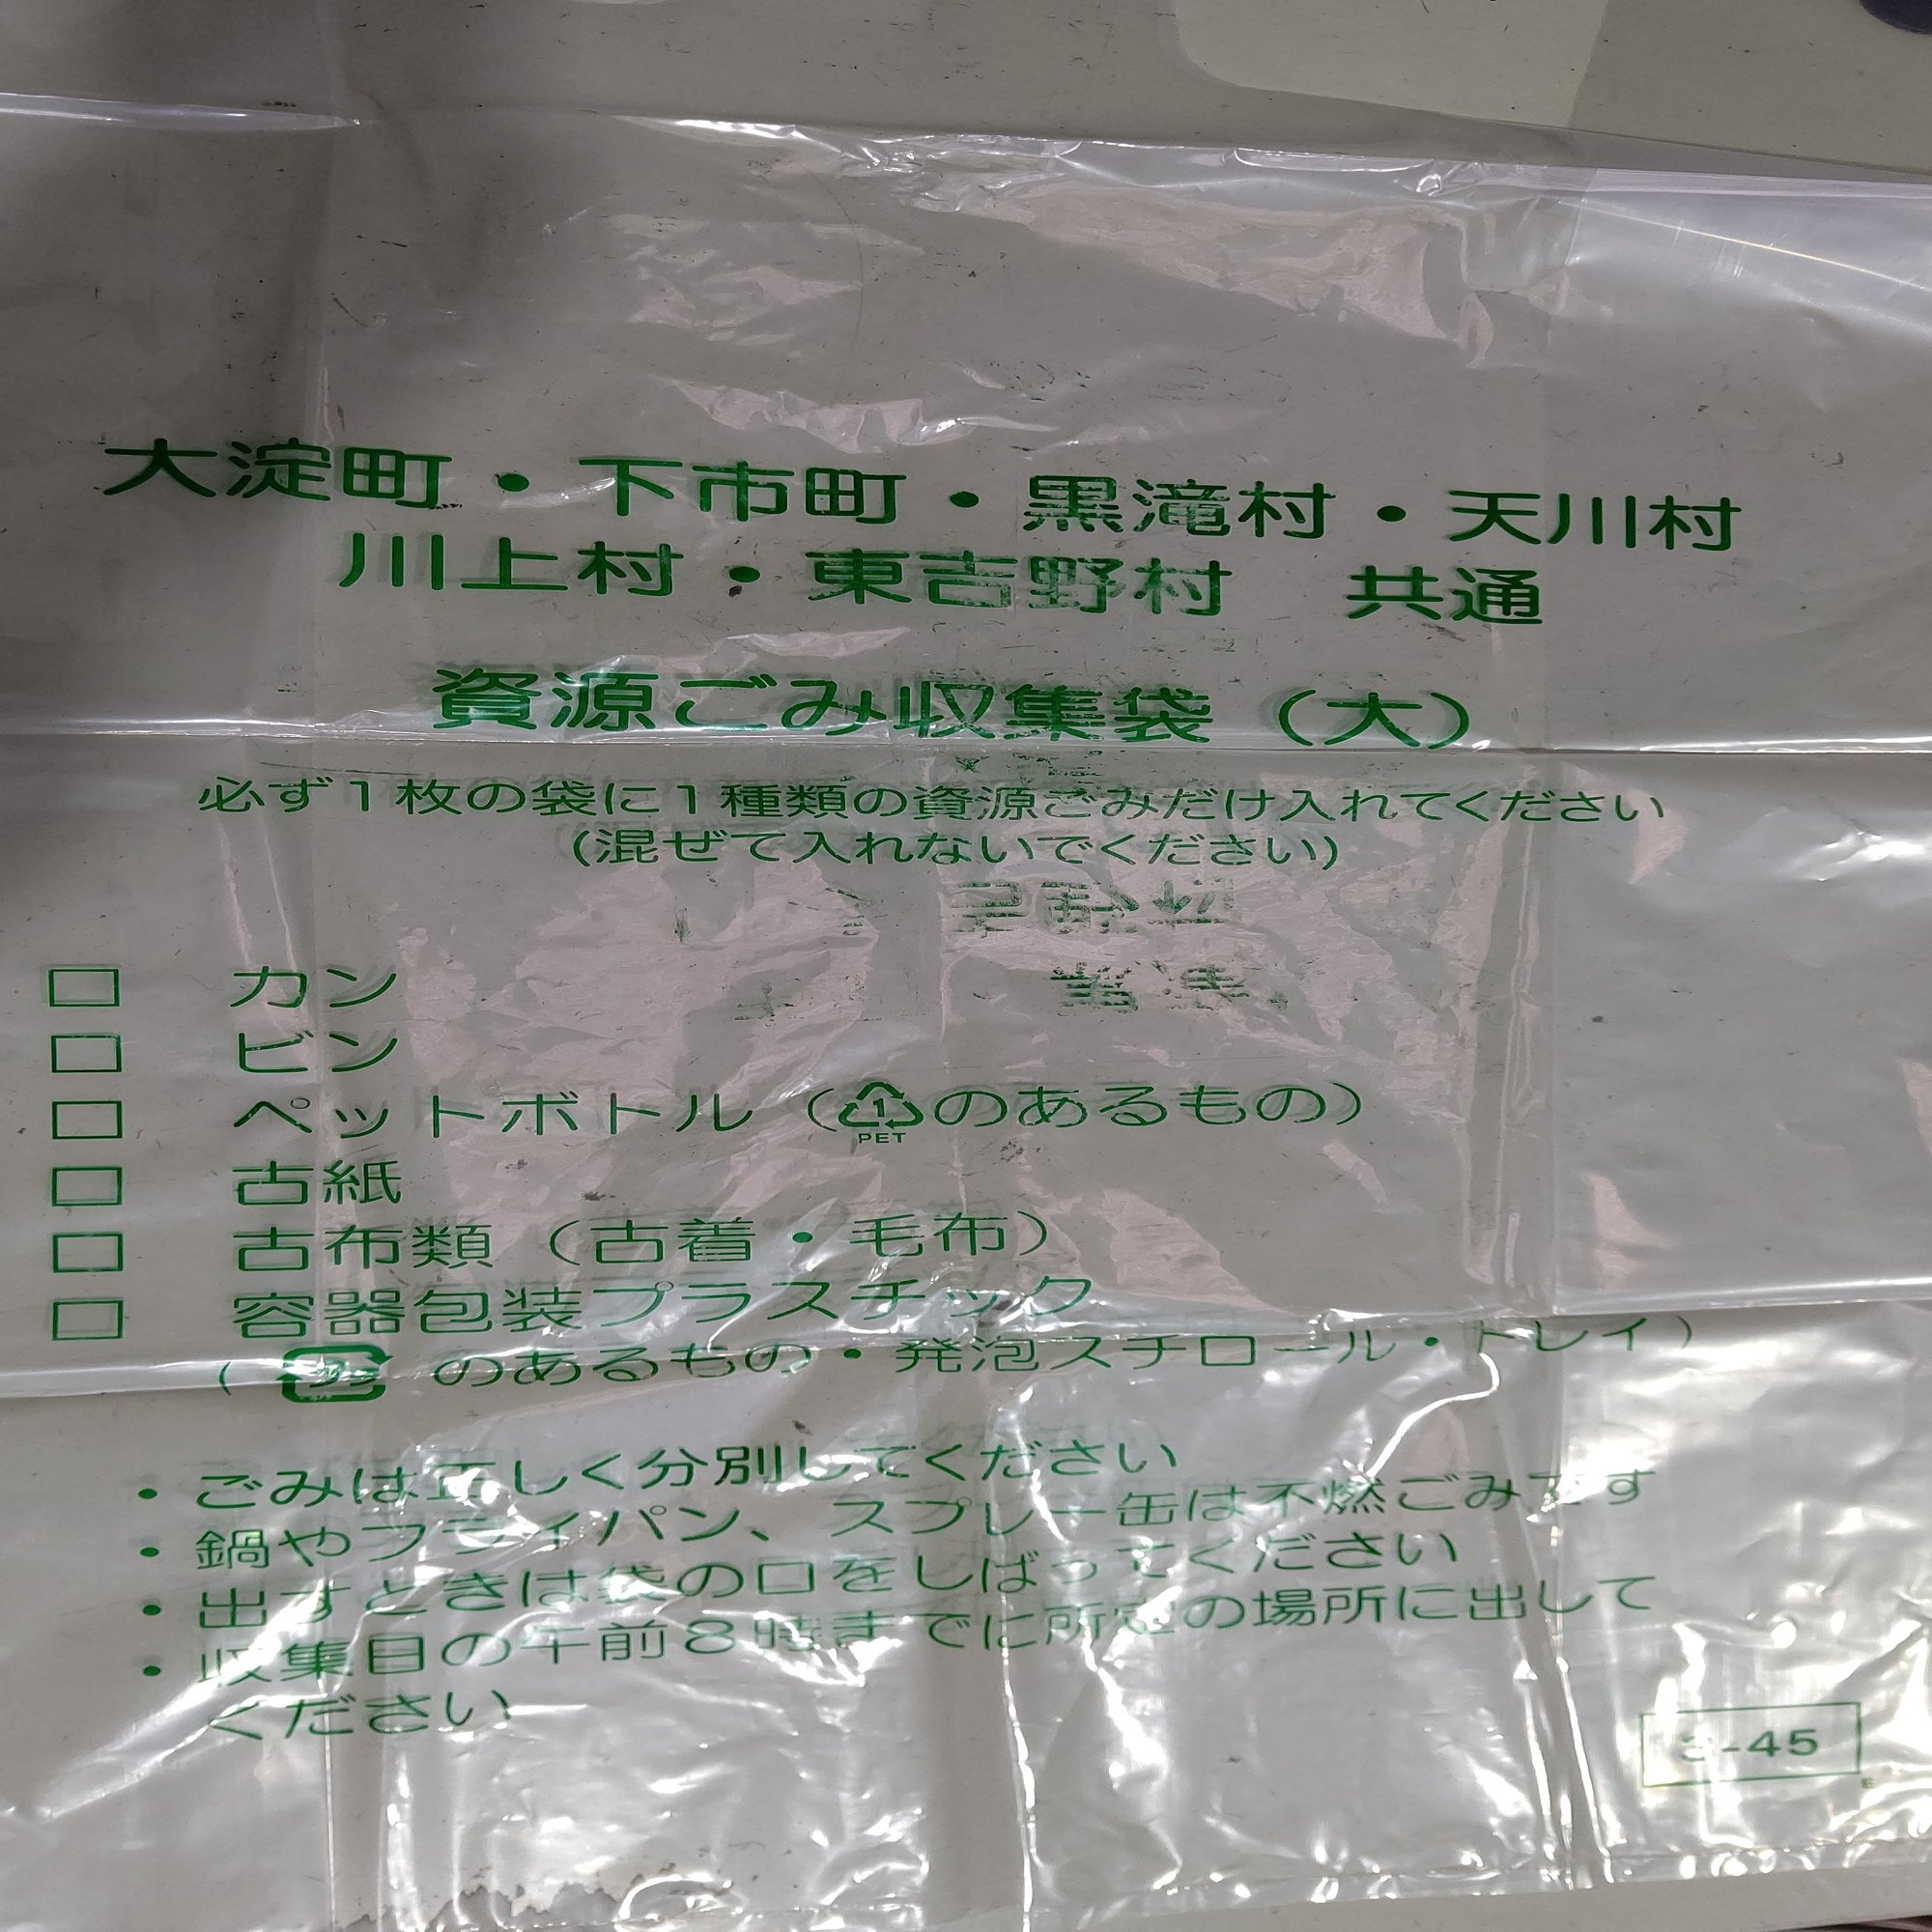 大淀町・下市町・黒滝村・天川村
川上村・東吉野村　共通
資源ごみ収集袋（大）
必ず1枚の袋に1種類の資源ごみだけ入れてください
(混ぜて入れないでください)
□ カン
□ ビン
□ ペットボトル（1 PETのあるもの）
□ 古紙
□ 古布類（古着・毛布）
□ 容器包装プラスチック
（プラ のあるもの・発泡スチロール・トレイ）
・ごみは正しく分別してください
・鍋やフライパン、スプレー缶は不燃ごみです
・出すときは袋の口をしばってください
・収集日の午前8時までに所定の場所に出して
ください
-45